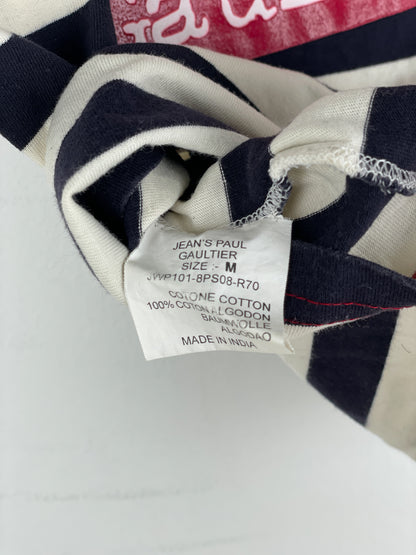 JEAN'S PAUL
GAULTIER
SIZE :- M
JWP101-8PS08-R70
COTONE COTTON
100% COTON ALGODON
BAUMWOLLE
ALGODAO
MADE IN INDIA